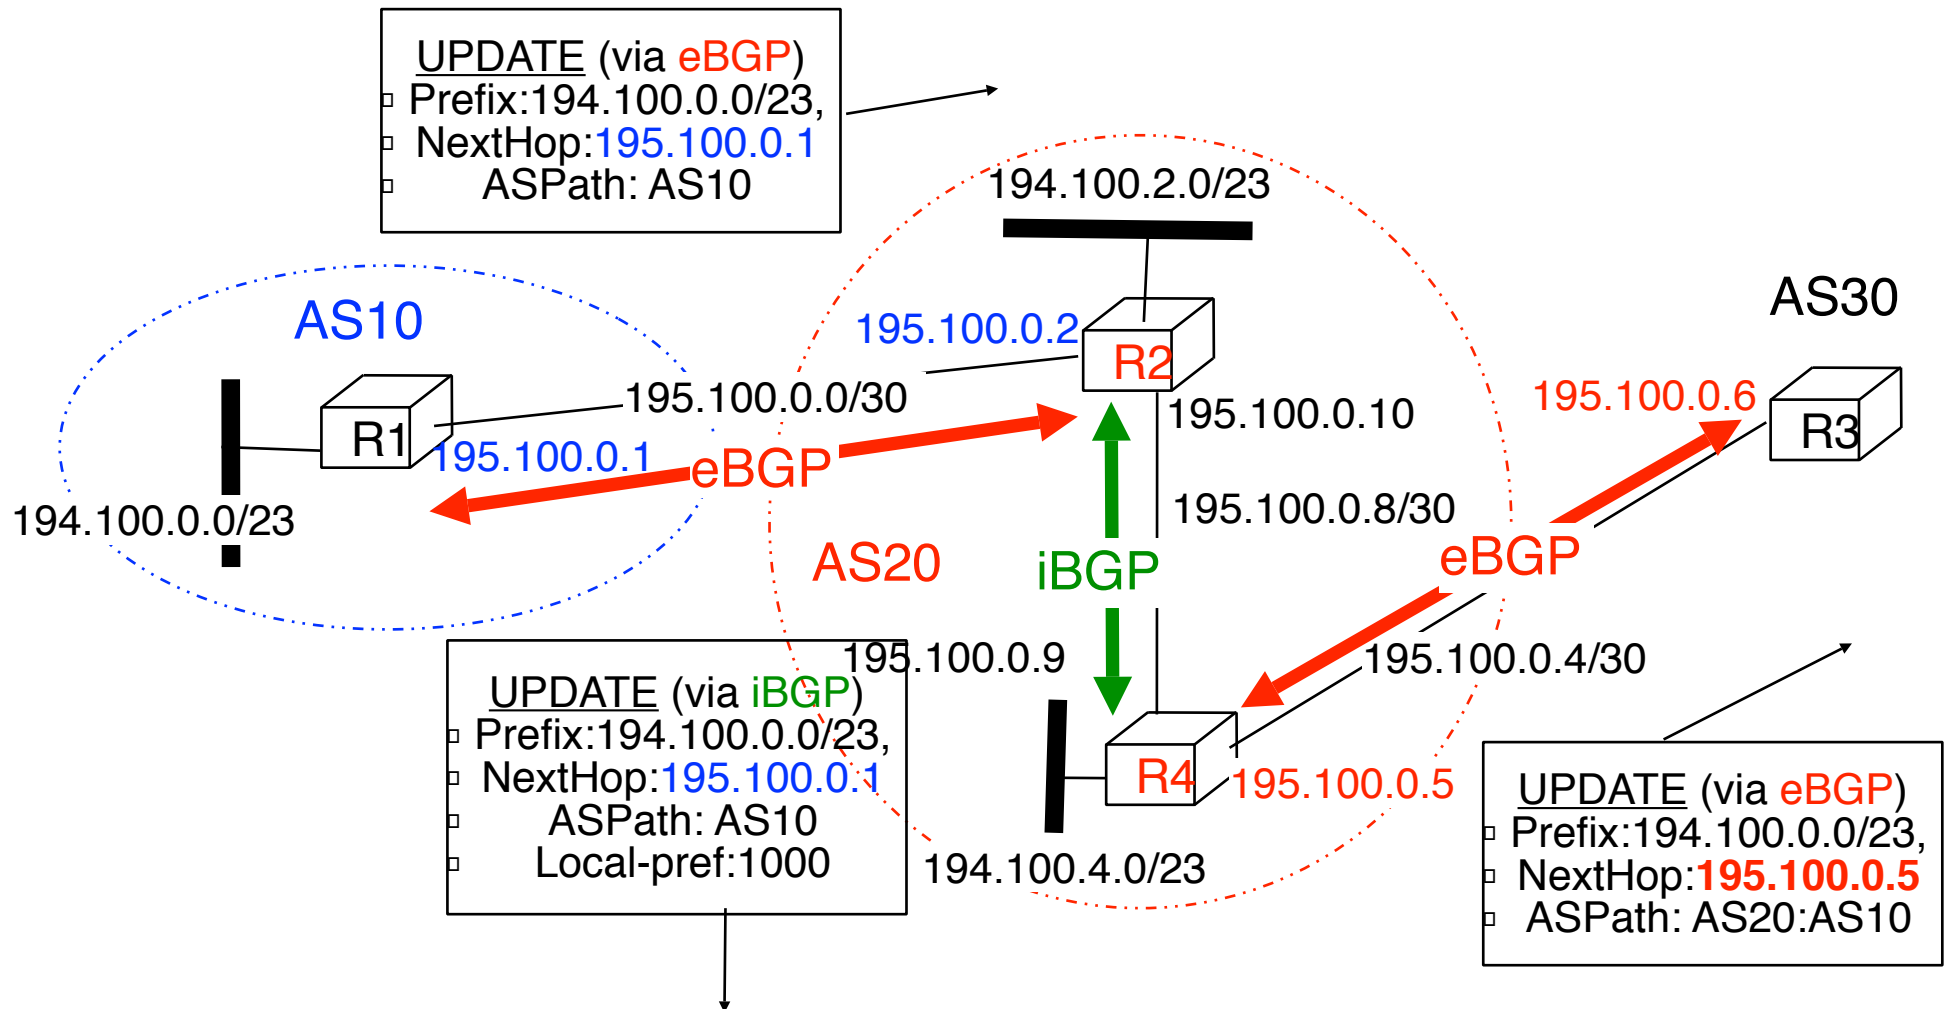 UPDATE (via eBGP)
Prefix:194.100.0.0/23,
NextHop:195.100.0.1
ASPath: AS10
194.100.2.0/23
AS10
AS30
195.100.0.2
R2
195.100.0.0/30
195.100.0.10
195.100.0.6
R1
R3
195.100.0.1
eBGP
194.100.0.0/23
195.100.0.8/30
AS20
iBGP
eBGP
195.100.0.9
195.100.0.4/30
UPDATE (via iBGP)
Prefix:194.100.0.0/23,
NextHop:195.100.0.1
ASPath: AS10
Local-pref:1000
R4
195.100.0.5
194.100.4.0/23
UPDATE (via eBGP)
Prefix:194.100.0.0/23,
NextHop:195.100.0.5
ASPath: AS20:AS10